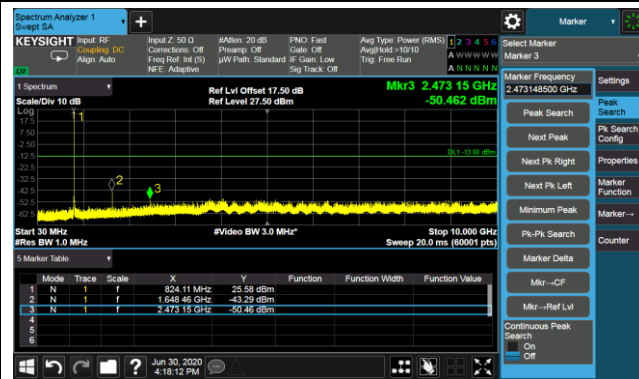 Spectrum Analyzer 1
Swept SA
Marker
KEYSIGHT
Input: RF
Coupling: DC
Align: Auto
Input Z: 50 Ω
Corrections: Off
Freq Ref: Int (S)
NFE: Adaptive
#Atten: 20 dB
Preamp: Off
µW Path: Standard
PNO: Fast
Gate: Off
IF Gain: Low
Sig Track: Off
Avg Type: Power (RMS)
Avg|Hold:>10/10
Trig: Free Run
1 2 3 4 5 6
A W W W W W
A N N N N N
Select Marker
Marker 3
1 Spectrum
Scale/Div 10 dB
Ref Lvl Offset 17.50 dB
Ref Level 27.50 dBm
Mkr3 2.473 15 GHz
-50.462 dBm
Log
17.5
7.50
-2.50
-12.5
-22.5
-32.5
-42.5
-52.5
-62.5
1
2
3
DL1 -13.00 dBm
Start 30 MHz
#Res BW 1.0 MHz
#Video BW 3.0 MHz*
Stop 10.000 GHz
Sweep 20.0 ms (60001 pts)
5 Marker Table
Mode Trace Scale X Y Function Function Width Function Value
1 N 1 f 824.11 MHz 25.58 dBm
2 N 1 f 1.648 46 GHz -43.29 dBm
3 N 1 f 2.473 15 GHz -50.46 dBm
4
5
6
Marker Frequency
2.473148500 GHz
Peak Search
Next Peak
Next Pk Right
Next Pk Left
Minimum Peak
Pk-Pk Search
Marker Delta
Mkr→CF
Mkr→Ref Lvl
Continuous Peak
Search
On
Off
Settings
Peak
Search
Pk Search
Config
Properties
Marker
Function
Marker→
Counter
?
Jun 30, 2020
4:18:12 PM